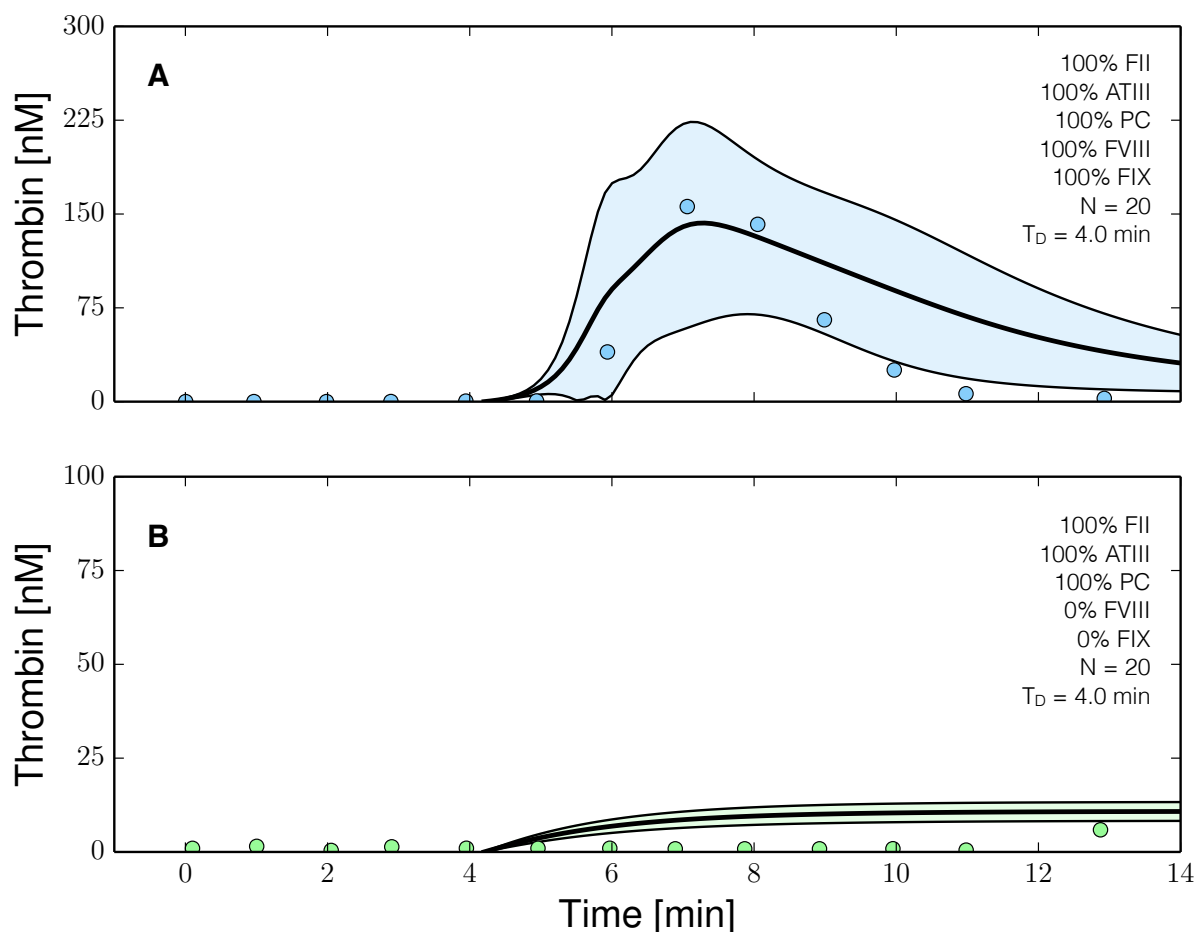 300
225
150
75
0
Thrombin [nM]
A
100% FII
100% ATIII
100% PC
100% FVIII
100% FIX
N = 20
T_D = 4.0 min
100
75
50
25
0
Thrombin [nM]
B
100% FII
100% ATIII
100% PC
0% FVIII
0% FIX
N = 20
T_D = 4.0 min
0 2 4 6 8 10 12 14
Time [min]